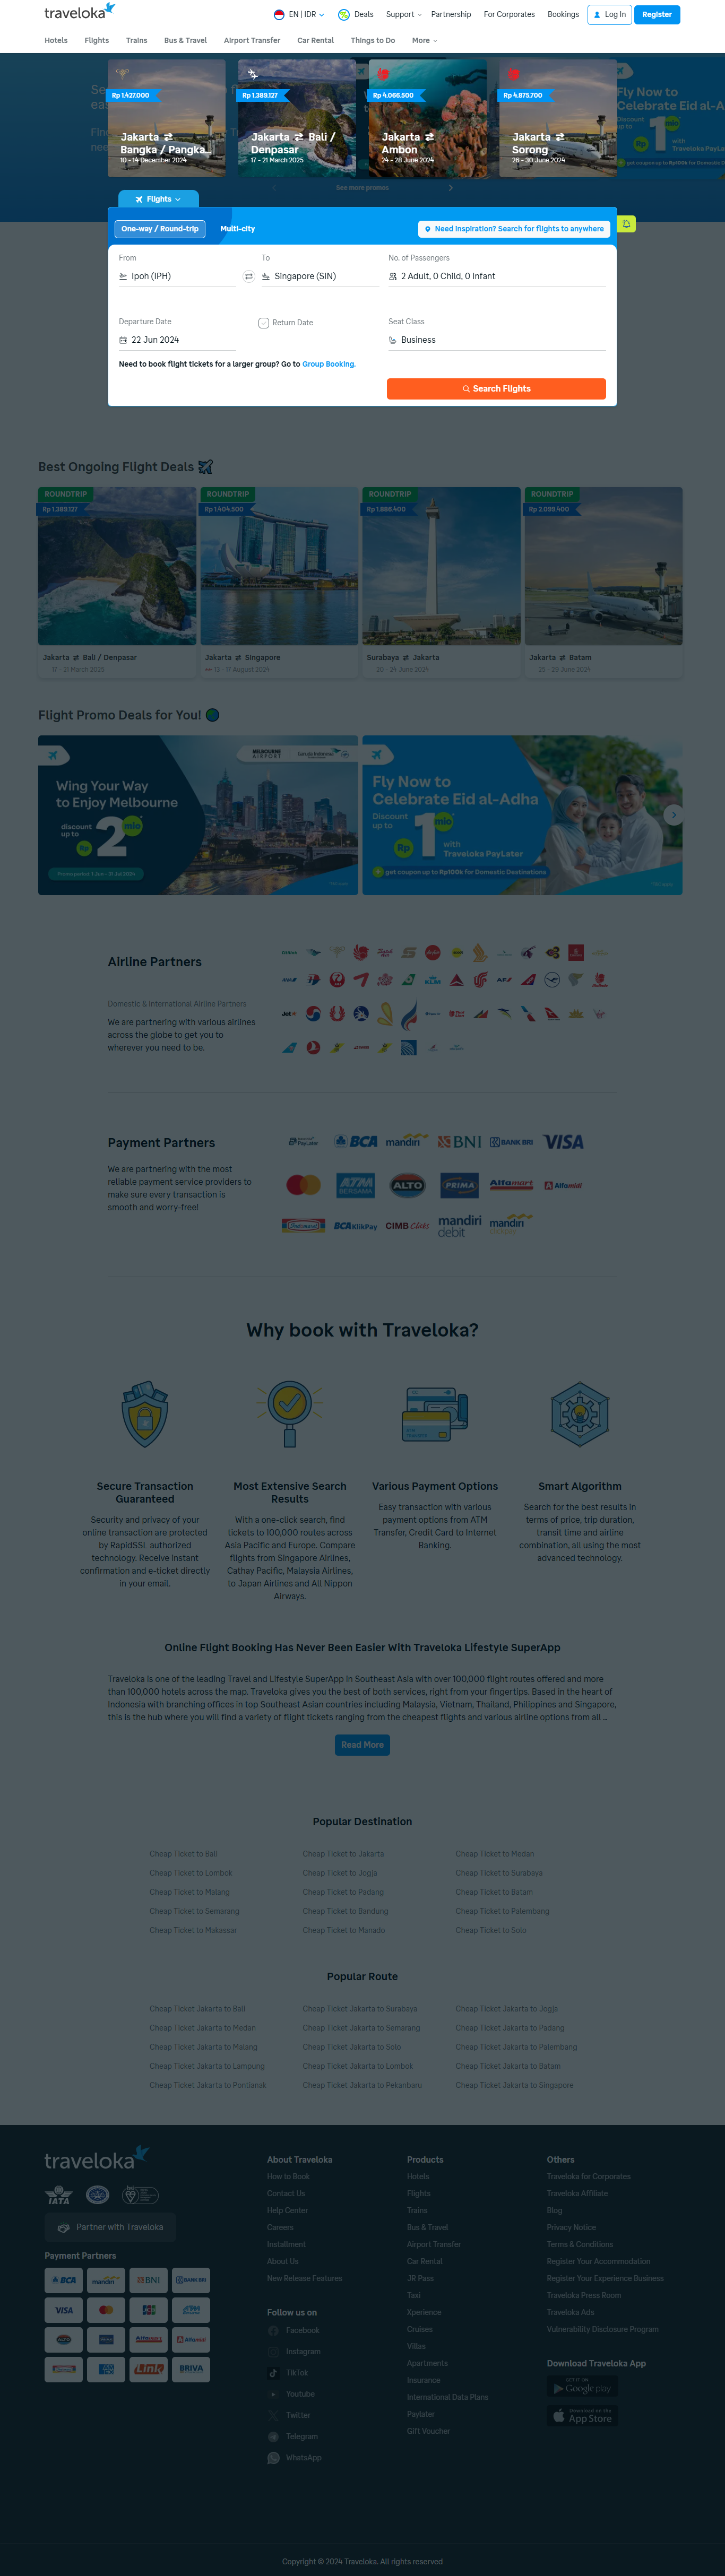 traveloka
EN | IDR
Deals
Support
Partnership
For Corporates
Bookings
Log In
Register
Hotels
Flights
Trains
Bus & Travel
Airport Transfer
Car Rental
Things to Do
More
Rp 1.427.000
Jakarta ⇄
Bangka / Pangka...
10 – 14 December 2024
Rp 1.389.127
Jakarta ⇄ Bali /
Denpasar
17 – 21 March 2025
Rp 4.066.500
Jakarta ⇄
Ambon
24 – 28 June 2024
Rp 4.875.700
Jakarta ⇄
Sorong
26 – 30 June 2024
Fly Now to
Celebrate Eid al-A
See more promos
Flights
One-way / Round-trip
Multi-city
Need inspiration? Search for flights to anywhere
From
To
No. of Passengers
Ipoh (IPH)
Singapore (SIN)
2 Adult, 0 Child, 0 Infant
Departure Date
Return Date
Seat Class
22 Jun 2024
Business
Need to book flight tickets for a larger group? Go to Group Booking.
Search Flights
Best Ongoing Flight Deals
ROUNDTRIP
Rp 1.389.127
Jakarta ⇄ Bali / Denpasar
17 – 21 March 2025
ROUNDTRIP
Rp 1.404.500
Jakarta ⇄ Singapore
13 – 17 August 2024
ROUNDTRIP
Rp 1.886.400
Surabaya ⇄ Jakarta
20 – 24 June 2024
ROUNDTRIP
Rp 2.099.400
Jakarta ⇄ Batam
25 – 29 June 2024
Flight Promo Deals for You!
MELBOURNE AIRPORT
Garuda Indonesia
Wing Your Way
to Enjoy Melbourne
discount
up to
Rp 2 mio
Promo period: 1 Jun - 31 Jul 2024
Fly Now to
Celebrate Eid al-Adha
Discount
up to
Rp 1 mio
with
Traveloka PayLater
+ get coupon up to Rp100k for Domestic Destinations
Airline Partners
Domestic & International Airline Partners
We are partnering with various airlines
across the globe to get you to
wherever you need to be.
KLM
Payment Partners
We are partnering with the most
reliable payment service providers to
make sure every transaction is
smooth and worry-free!
PayLater
BCA
mandiri
BNI
BANK BRI
VISA
ATM BERSAMA
ALTO
PRIMA
Alfamart
Alfamidi
BCA KlikPay
CIMB Clicks
mandiri debit
mandiri
Why book with Traveloka?
Secure Transaction
Guaranteed
Security and privacy of your
online transaction are protected
by RapidSSL authorized
technology. Receive instant
confirmation and e-ticket directly
in your email.
Most Extensive Search
Results
With a one-click search, find
tickets to 100,000 routes across
Asia Pacific and Europe. Compare
flights from Singapore Airlines,
Cathay Pacific, Malaysia Airlines,
to Japan Airlines and All Nippon
Airways.
Various Payment Options
Easy transaction with various
payment options from ATM
Transfer, Credit Card to Internet
Banking.
Smart Algorithm
Search for the best results in
terms of price, trip duration,
transit time and airline
combination, all using the most
advanced technology.
Online Flight Booking Has Never Been Easier With Traveloka Lifestyle SuperApp
Traveloka is one of the leading Travel and Lifestyle SuperApp in Southeast Asia with over 100,000 flight routes offered and more
than 100,000 hotels across the map. Traveloka gives you the best of both services, right from your fingertips. Based in the heart of
Indonesia with branching offices in top Southeast Asian countries including Malaysia, Vietnam, Thailand, Philippines and Singapore,
this is the hub where you will find a variety of flight tickets ranging from the cheapest flights and various airline options from all ...
Read More
Popular Destination
Cheap Ticket to Bali
Cheap Ticket to Jakarta
Cheap Ticket to Medan
Cheap Ticket to Lombok
Cheap Ticket to Jogja
Cheap Ticket to Surabaya
Cheap Ticket to Malang
Cheap Ticket to Padang
Cheap Ticket to Batam
Cheap Ticket to Semarang
Cheap Ticket to Bandung
Cheap Ticket to Palembang
Cheap Ticket to Makassar
Cheap Ticket to Manado
Cheap Ticket to Solo
Popular Route
Cheap Ticket Jakarta to Bali
Cheap Ticket Jakarta to Surabaya
Cheap Ticket Jakarta to Jogja
Cheap Ticket Jakarta to Medan
Cheap Ticket Jakarta to Semarang
Cheap Ticket Jakarta to Padang
Cheap Ticket Jakarta to Malang
Cheap Ticket Jakarta to Solo
Cheap Ticket Jakarta to Palembang
Cheap Ticket Jakarta to Lampung
Cheap Ticket Jakarta to Lombok
Cheap Ticket Jakarta to Batam
Cheap Ticket Jakarta to Pontianak
Cheap Ticket Jakarta to Pekanbaru
Cheap Ticket Jakarta to Singapore
traveloka
IATA
Partner with Traveloka
Payment Partners
BCA
mandiri
BNI
BANK BRI
VISA
JCB
ATM
ALTO
Alfamart
Alfamidi
Link
BRIVA
About Traveloka
How to Book
Contact Us
Help Center
Careers
Installment
About Us
New Release Features
Follow us on
Facebook
Instagram
TikTok
Youtube
Twitter
Telegram
WhatsApp
Products
Hotels
Flights
Trains
Bus & Travel
Airport Transfer
Car Rental
JR Pass
Taxi
Xperience
Cruises
Villas
Apartments
Insurance
International Data Plans
Paylater
Gift Voucher
Others
Traveloka for Corporates
Traveloka Affiliate
Blog
Privacy Notice
Terms & Conditions
Register Your Accommodation
Register Your Experience Business
Traveloka Press Room
Traveloka Ads
Vulnerability Disclosure Program
Download Traveloka App
GET IT ON
Google play
Download on the
App Store
Copyright © 2024 Traveloka. All rights reserved